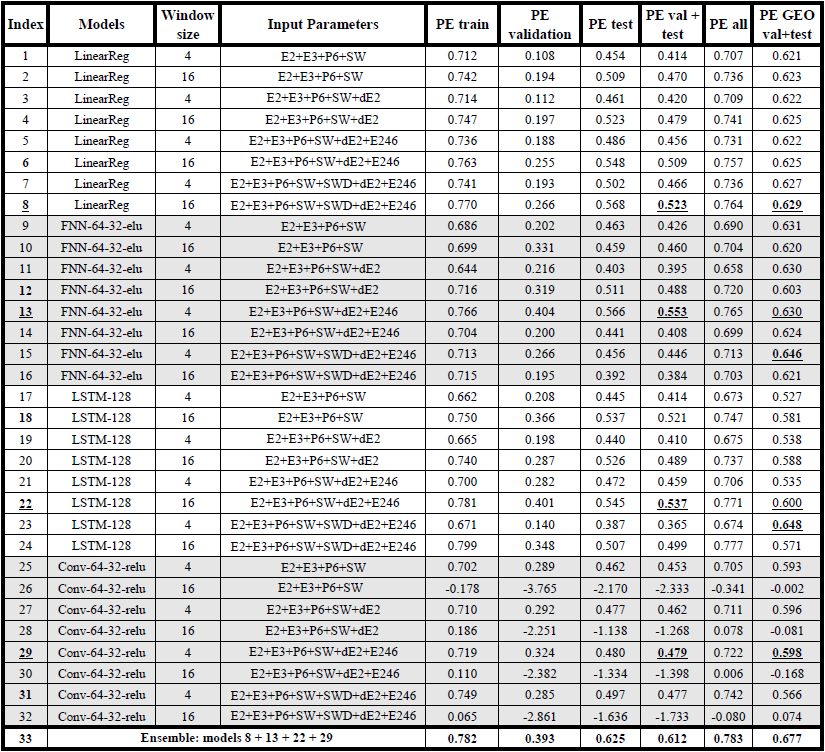 Index Models Window size Input Parameters PE train PE validation PE test PE val + test PE all PE GEO val+test
1 LinearReg 4 E2+E3+P6+SW 0.712 0.108 0.454 0.414 0.707 0.621
2 LinearReg 16 E2+E3+P6+SW 0.742 0.194 0.509 0.470 0.736 0.623
3 LinearReg 4 E2+E3+P6+SW+dE2 0.714 0.112 0.461 0.420 0.709 0.622
4 LinearReg 16 E2+E3+P6+SW+dE2 0.747 0.197 0.523 0.479 0.741 0.625
5 LinearReg 4 E2+E3+P6+SW+dE2+E246 0.736 0.188 0.486 0.456 0.731 0.622
6 LinearReg 16 E2+E3+P6+SW+dE2+E246 0.763 0.255 0.548 0.509 0.757 0.625
7 LinearReg 4 E2+E3+P6+SW+SWD+dE2+E246 0.741 0.193 0.502 0.466 0.736 0.627
8 LinearReg 16 E2+E3+P6+SW+SWD+dE2+E246 0.770 0.266 0.568 0.523 0.764 0.629
9 FNN-64-32-elu 4 E2+E3+P6+SW 0.686 0.202 0.463 0.426 0.690 0.631
10 FNN-64-32-elu 16 E2+E3+P6+SW 0.699 0.331 0.459 0.460 0.704 0.620
11 FNN-64-32-elu 4 E2+E3+P6+SW+dE2 0.644 0.216 0.403 0.395 0.658 0.630
12 FNN-64-32-elu 16 E2+E3+P6+SW+dE2 0.716 0.319 0.511 0.488 0.720 0.603
13 FNN-64-32-elu 4 E2+E3+P6+SW+dE2+E246 0.766 0.404 0.566 0.553 0.765 0.630
14 FNN-64-32-elu 16 E2+E3+P6+SW+dE2+E246 0.704 0.200 0.441 0.408 0.699 0.624
15 FNN-64-32-elu 4 E2+E3+P6+SW+SWD+dE2+E246 0.713 0.266 0.456 0.446 0.713 0.646
16 FNN-64-32-elu 16 E2+E3+P6+SW+SWD+dE2+E246 0.715 0.195 0.392 0.384 0.703 0.621
17 LSTM-128 4 E2+E3+P6+SW 0.662 0.208 0.445 0.414 0.673 0.527
18 LSTM-128 16 E2+E3+P6+SW 0.750 0.366 0.537 0.521 0.747 0.581
19 LSTM-128 4 E2+E3+P6+SW+dE2 0.665 0.198 0.440 0.410 0.675 0.538
20 LSTM-128 16 E2+E3+P6+SW+dE2 0.740 0.287 0.526 0.489 0.737 0.588
21 LSTM-128 4 E2+E3+P6+SW+dE2+E246 0.700 0.282 0.472 0.459 0.706 0.535
22 LSTM-128 16 E2+E3+P6+SW+dE2+E246 0.781 0.401 0.545 0.537 0.771 0.600
23 LSTM-128 4 E2+E3+P6+SW+SWD+dE2+E246 0.671 0.140 0.387 0.365 0.674 0.648
24 LSTM-128 16 E2+E3+P6+SW+SWD+dE2+E246 0.799 0.348 0.507 0.499 0.777 0.571
25 Conv-64-32-relu 4 E2+E3+P6+SW 0.702 0.289 0.462 0.453 0.705 0.593
26 Conv-64-32-relu 16 E2+E3+P6+SW -0.178 -3.765 -2.170 -2.333 -0.341 -0.002
27 Conv-64-32-relu 4 E2+E3+P6+SW+dE2 0.710 0.292 0.477 0.462 0.711 0.596
28 Conv-64-32-relu 16 E2+E3+P6+SW+dE2 0.186 -2.251 -1.138 -1.268 0.078 -0.081
29 Conv-64-32-relu 4 E2+E3+P6+SW+dE2+E246 0.719 0.324 0.480 0.479 0.722 0.598
30 Conv-64-32-relu 16 E2+E3+P6+SW+dE2+E246 0.110 -2.382 -1.334 -1.398 0.006 -0.168
31 Conv-64-32-relu 4 E2+E3+P6+SW+SWD+dE2+E246 0.749 0.285 0.497 0.477 0.742 0.566
32 Conv-64-32-relu 16 E2+E3+P6+SW+SWD+dE2+E246 0.065 -2.861 -1.636 -1.733 -0.080 0.074
33 Ensemble: models 8 + 13 + 22 + 29 0.782 0.393 0.625 0.612 0.783 0.677